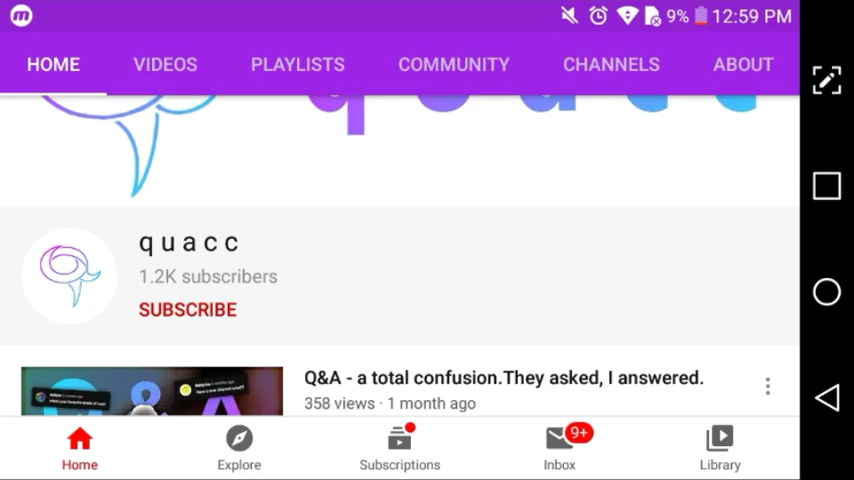 9% 12:59 PM
HOME VIDEOS PLAYLISTS COMMUNITY CHANNELS ABOUT
q u a c c
q u a c c
1.2K subscribers
SUBSCRIBE
Q&A - a total confusion.They asked, I answered.
358 views · 1 month ago
Home Explore Subscriptions 9+ Inbox Library